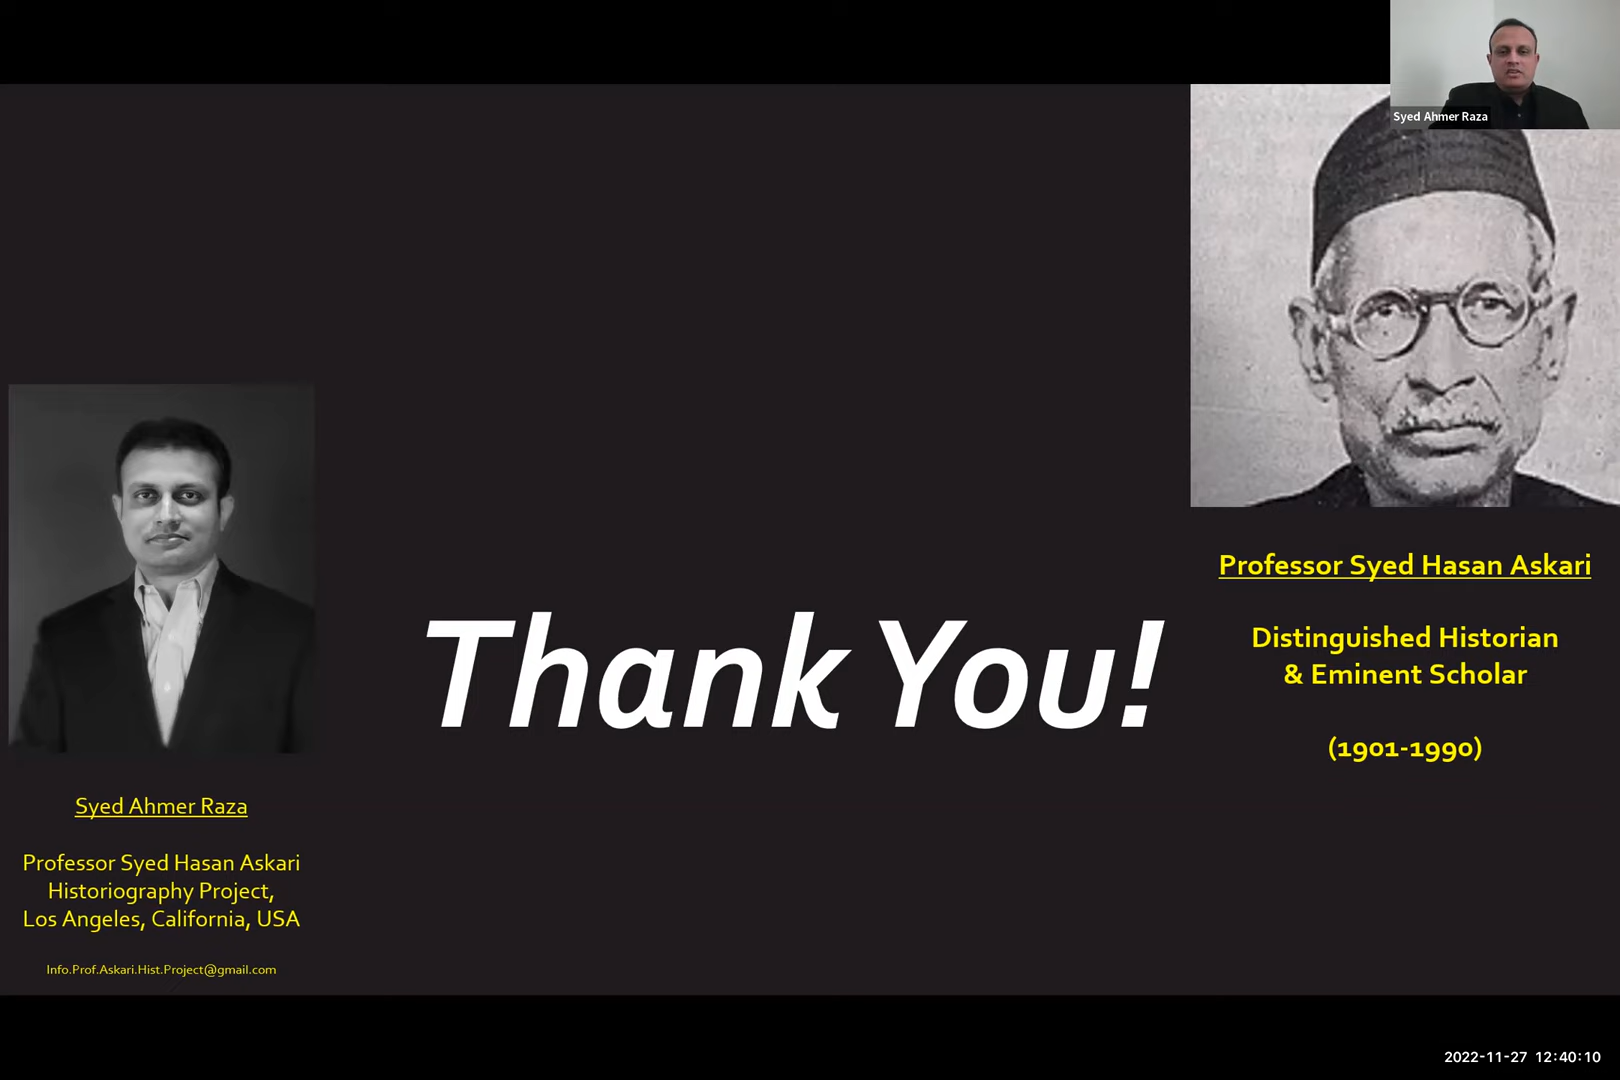 Syed Ahmer Raza
Professor Syed Hasan Askari
Distinguished Historian
& Eminent Scholar
(1901-1990)
Thank You!
Syed Ahmer Raza
Professor Syed Hasan Askari
Historiography Project,
Los Angeles, California, USA
Info.Prof.Askari.Hist.Project@gmail.com
2022-11-27 12:40:10